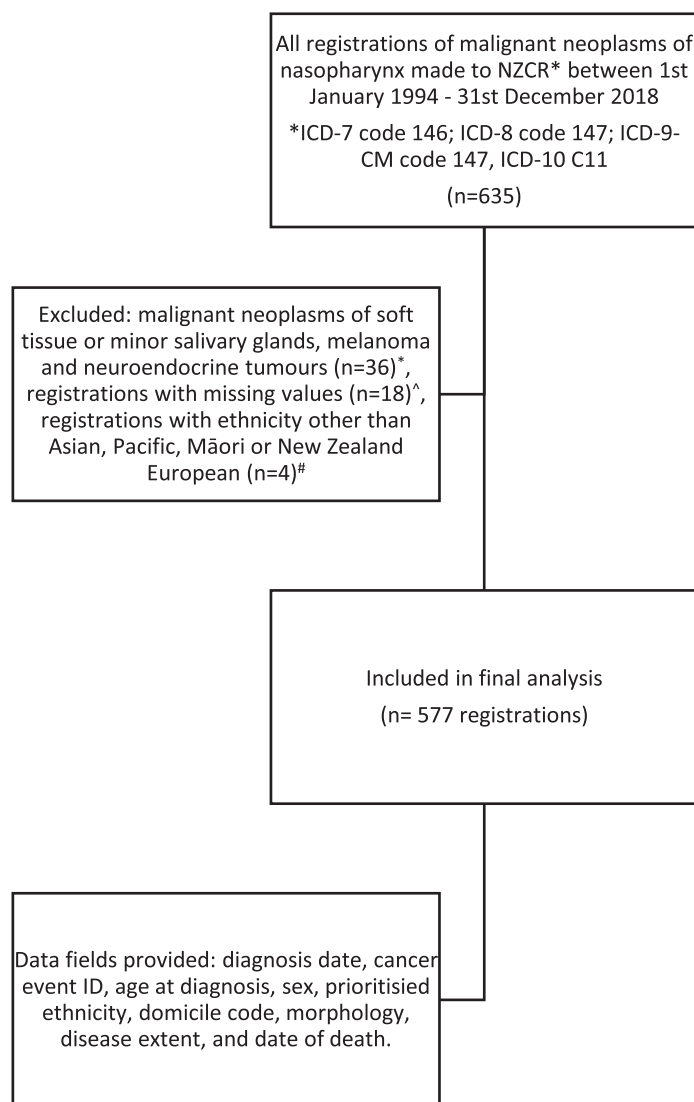 All registrations of malignant neoplasms of
nasopharynx made to NZCR* between 1st
January 1994 - 31st December 2018
*ICD-7 code 146; ICD-8 code 147; ICD-9-
CM code 147, ICD-10 C11
(n=635)
Excluded: malignant neoplasms of soft
tissue or minor salivary glands, melanoma
and neuroendocrine tumours (n=36)*,
registrations with missing values (n=18)^,
registrations with ethnicity other than
Asian, Pacific, Māori or New Zealand
European (n=4)#
Included in final analysis
(n= 577 registrations)
Data fields provided: diagnosis date, cancer
event ID, age at diagnosis, sex, prioritisied
ethnicity, domicile code, morphology,
disease extent, and date of death.